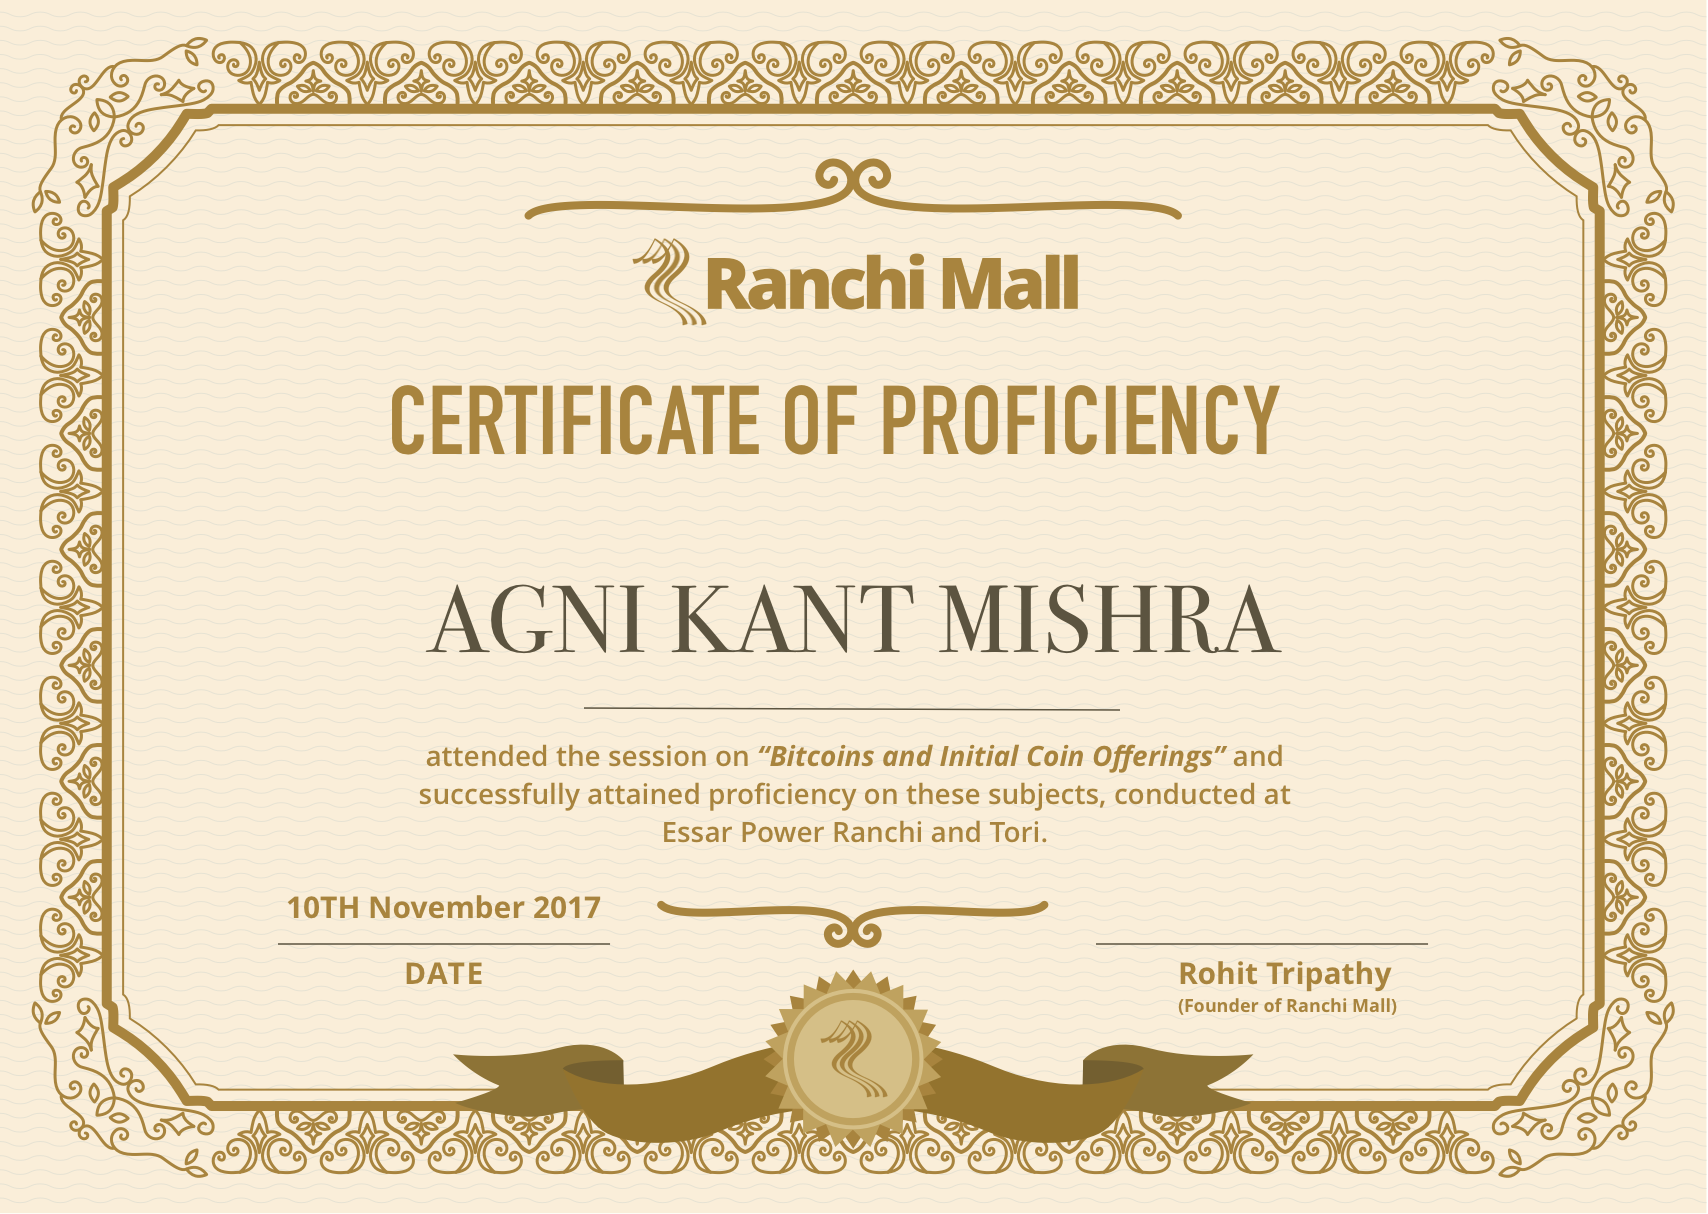 Ranchi Mall
CERTIFICATE OF PROFICIENCY
AGNI KANT MISHRA
attended the session on “Bitcoins and Initial Coin Offerings” and
successfully attained proficiency on these subjects, conducted at
Essar Power Ranchi and Tori.
10TH November 2017
DATE
Rohit Tripathy
(Founder of Ranchi Mall)